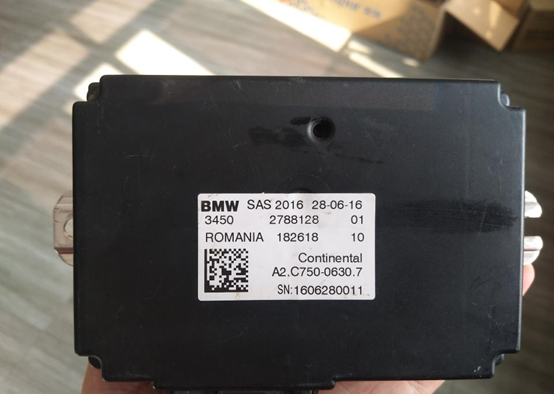 BMW SAS 2016 28-06-16
3450 2788128 01
ROMANIA 182618 10
Continental
A2.C750-0630.7
SN:1606280011